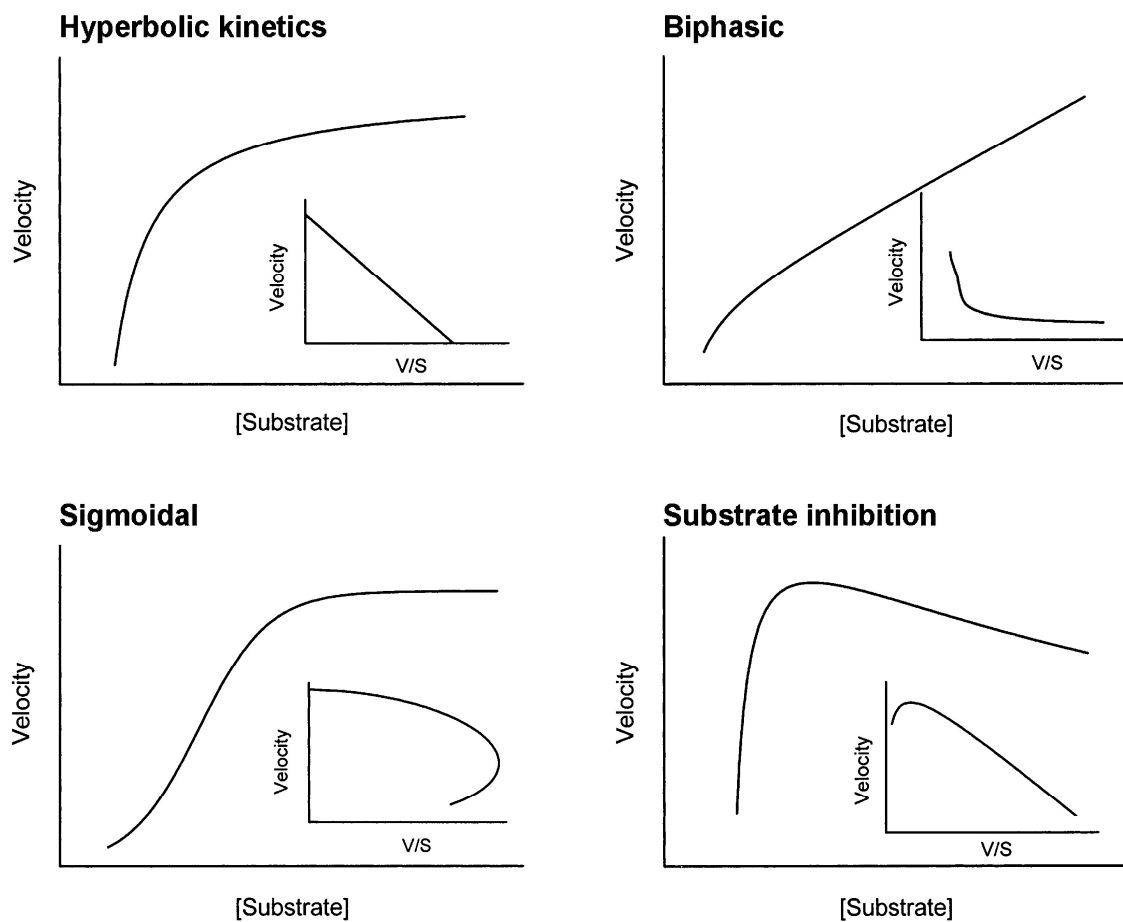 Hyperbolic kinetics
Velocity
Velocity
V/S
[Substrate]
Biphasic
Velocity
Velocity
V/S
[Substrate]
Sigmoidal
Velocity
Velocity
V/S
[Substrate]
Substrate inhibition
Velocity
Velocity
V/S
[Substrate]